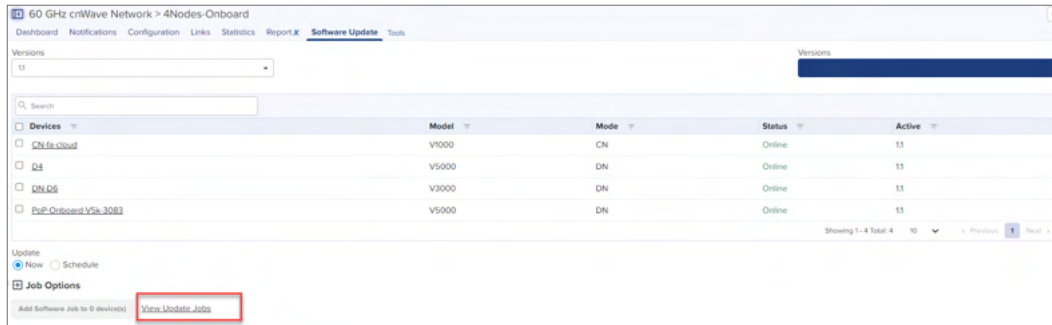 60 GHz cnWave Network > 4Nodes-Onboard
Dashboard Notifications Configuration Links Statistics Report X Software Update Tools
Versions Versions
1.1
Search
Devices Model Mode Status Active
CN-fe-cloud V1000 CN Online 1.1
D4 V5000 DN Online 1.1
DN-D6 V3000 DN Online 1.1
PoP-Onboard-V5k-3083 V5000 DN Online 1.1
Showing 1 - 4 Total: 4 10 < Previous 1 Next >
Update
Now Schedule
Job Options
Add Software Job to 0 device(s) View Update Jobs